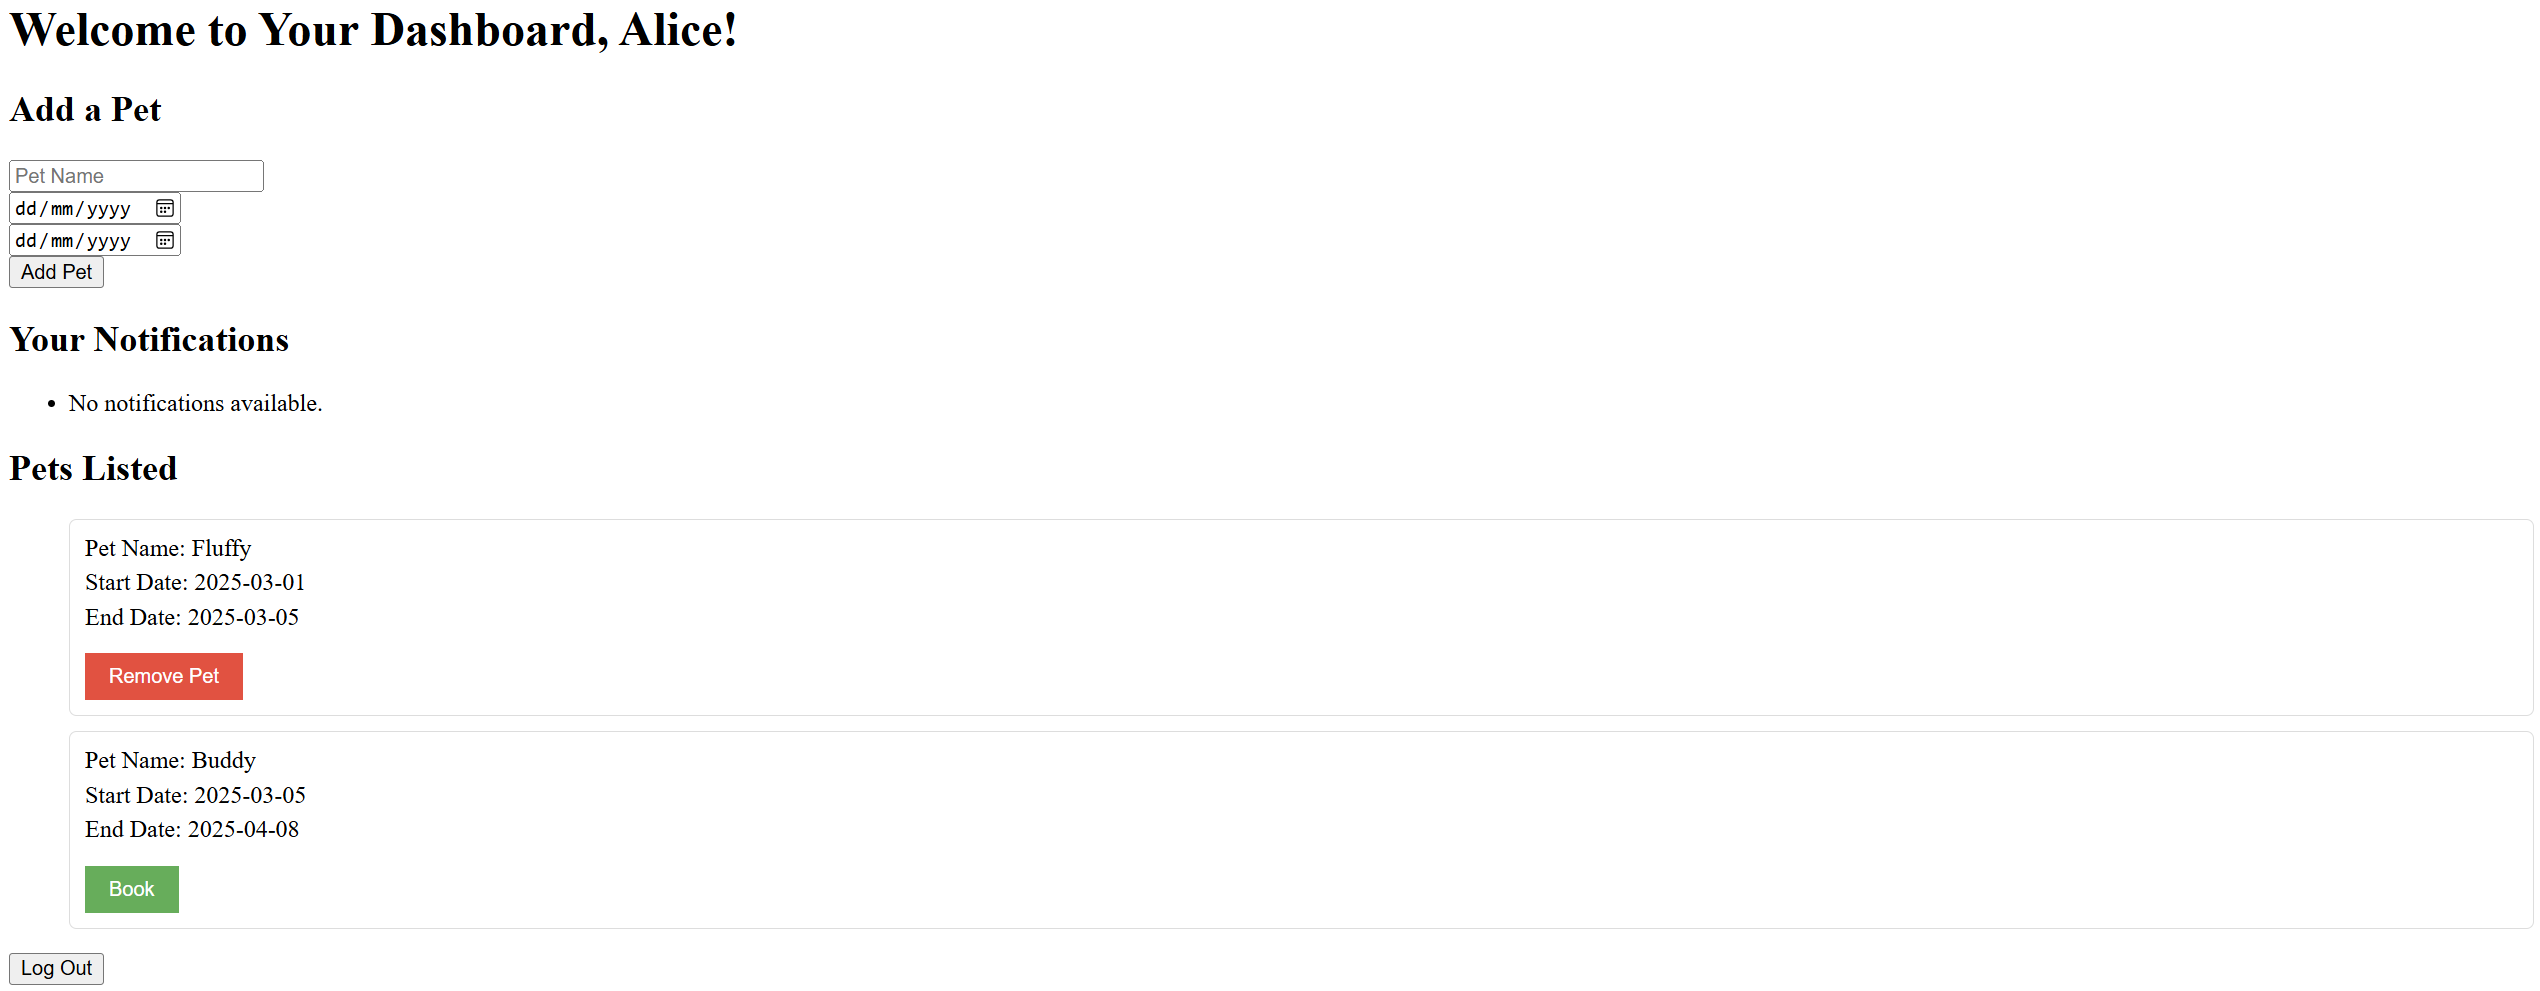 Welcome to Your Dashboard, Alice!
Add a Pet
Pet Name
dd/mm/yyyy
dd/mm/yyyy
Add Pet
Your Notifications
• No notifications available.
Pets Listed
Pet Name: Fluffy
Start Date: 2025-03-01
End Date: 2025-03-05
Remove Pet
Pet Name: Buddy
Start Date: 2025-03-05
End Date: 2025-04-08
Book
Log Out